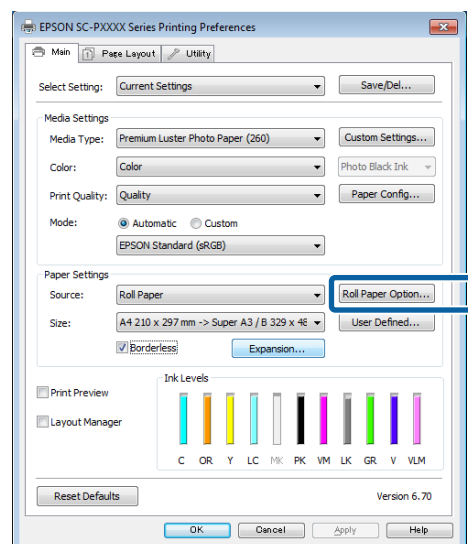 EPSON SC-PXXXX Series Printing Preferences
Main Page Layout Utility
Select Setting: Current Settings Save/Del...
Media Settings
Media Type: Premium Luster Photo Paper (260) Custom Settings...
Color: Color Photo Black Ink
Print Quality: Quality Paper Config...
Mode: Automatic Custom
EPSON Standard (sRGB)
Paper Settings
Source: Roll Paper Roll Paper Option...
Size: A4 210 x 297 mm -> Super A3 / B 329 x 48 User Defined...
Borderless Expansion...
Ink Levels
Print Preview
Layout Manager
C OR Y LC MK PK VM LK GR V VLM
Reset Defaults Version 6.70
OK Cancel Apply Help